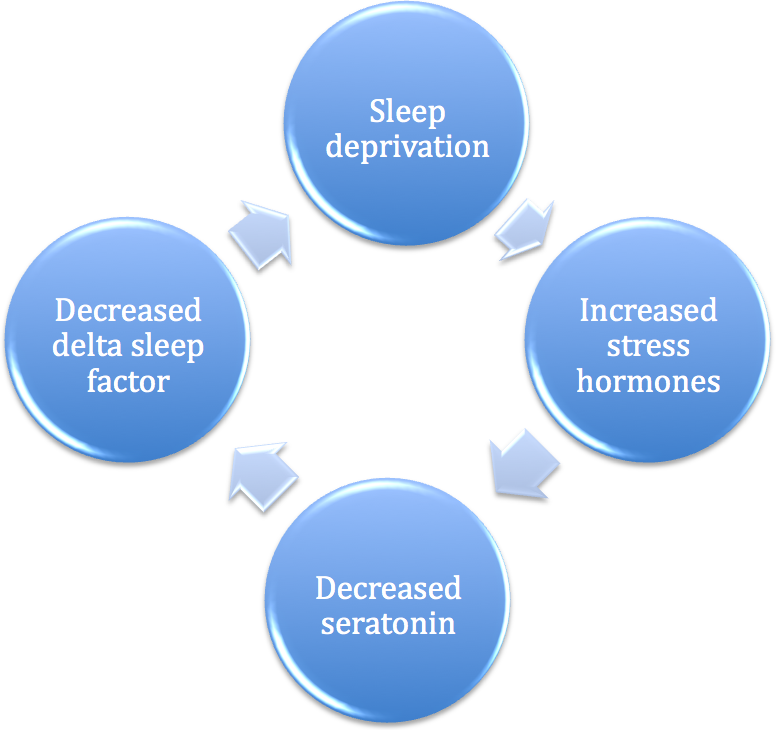 Sleep
deprivation
Increased
stress
hormones
Decreased
seratonin
Decreased
delta sleep
factor